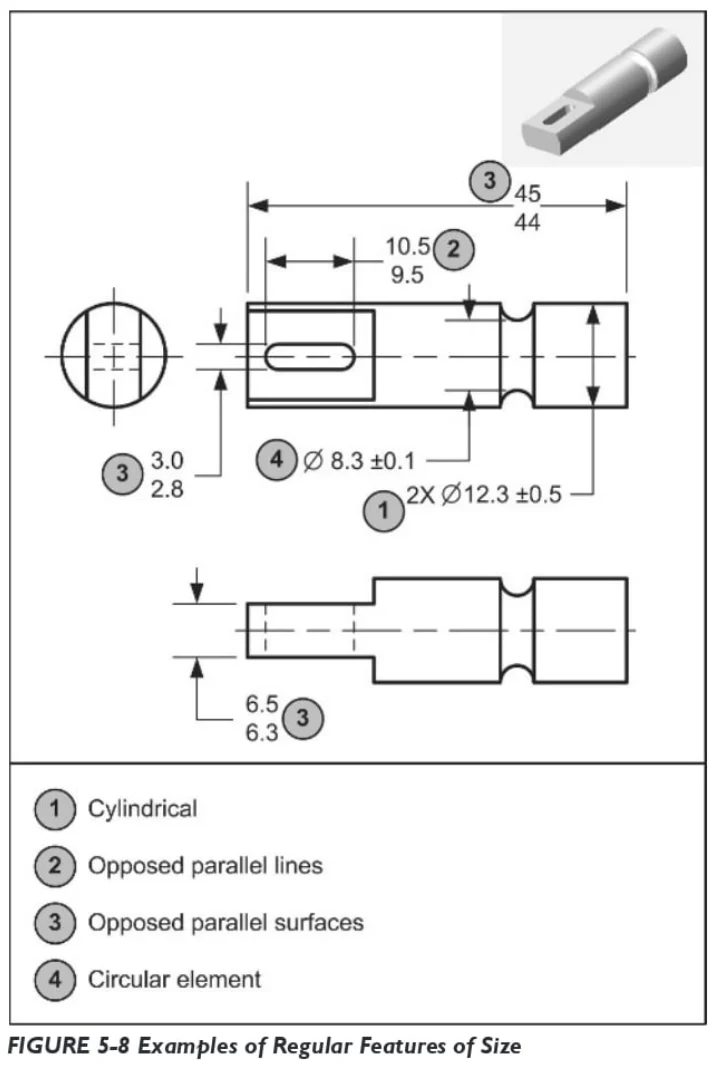 3 45
44
10.5 2
9.5
3 3.0
2.8
4 Ø 8.3 ±0.1
1 2X Ø12.3 ±0.5
6.5
6.3 3
1 Cylindrical
2 Opposed parallel lines
3 Opposed parallel surfaces
4 Circular element
FIGURE 5-8 Examples of Regular Features of Size